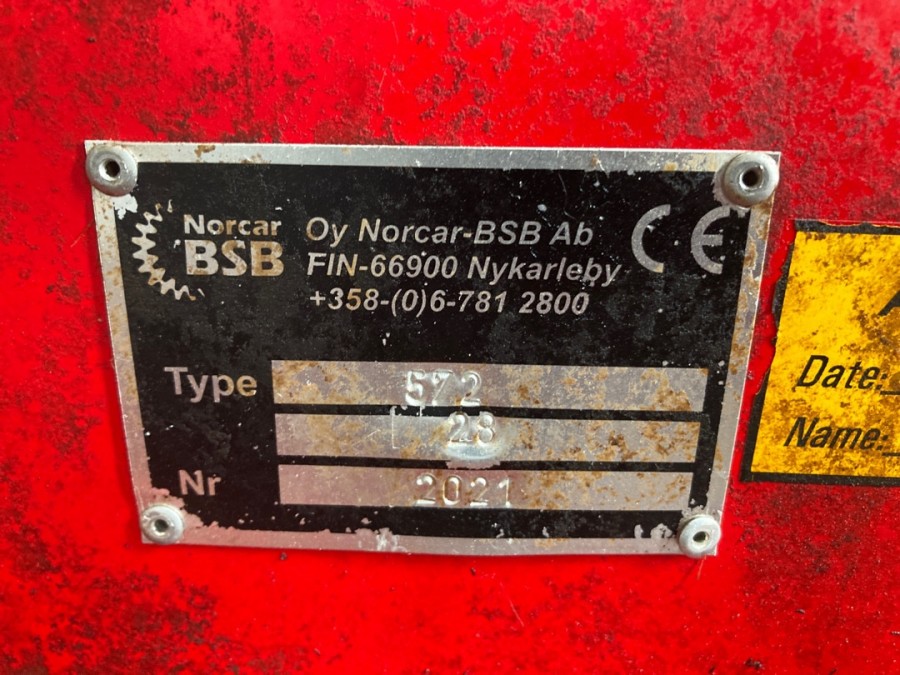 Norcar
BSB
Oy Norcar-BSB Ab
FIN-66900 Nykarleby
+358-(0)6-781 2800
CE
Type 572
28
Nr 2021
Date:
Name: